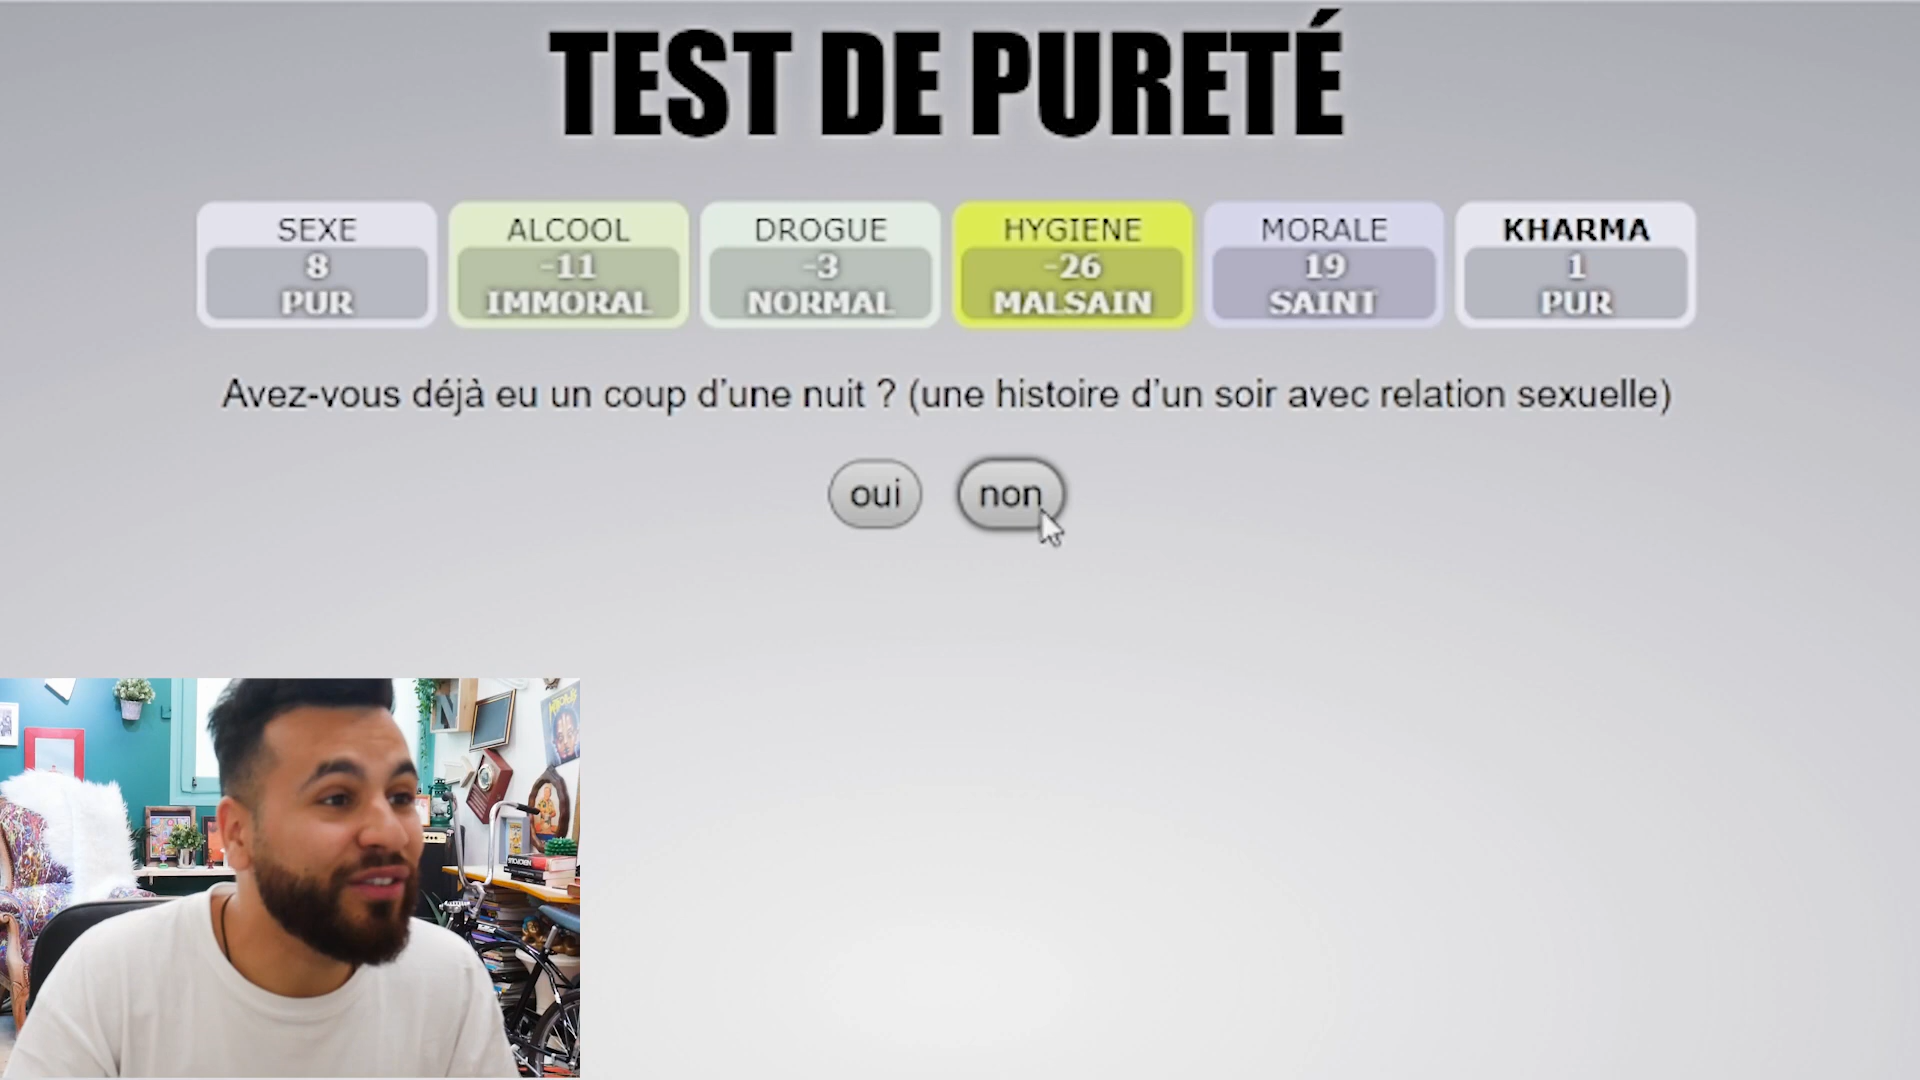 TEST DE PURETÉ
SEXE
8
PUR
ALCOOL
-11
IMMORAL
DROGUE
-3
NORMAL
HYGIENE
-26
MALSAIN
MORALE
19
SAINT
KHARMA
1
PUR
Avez-vous déjà eu un coup d’une nuit ? (une histoire d’un soir avec relation sexuelle)
oui
non